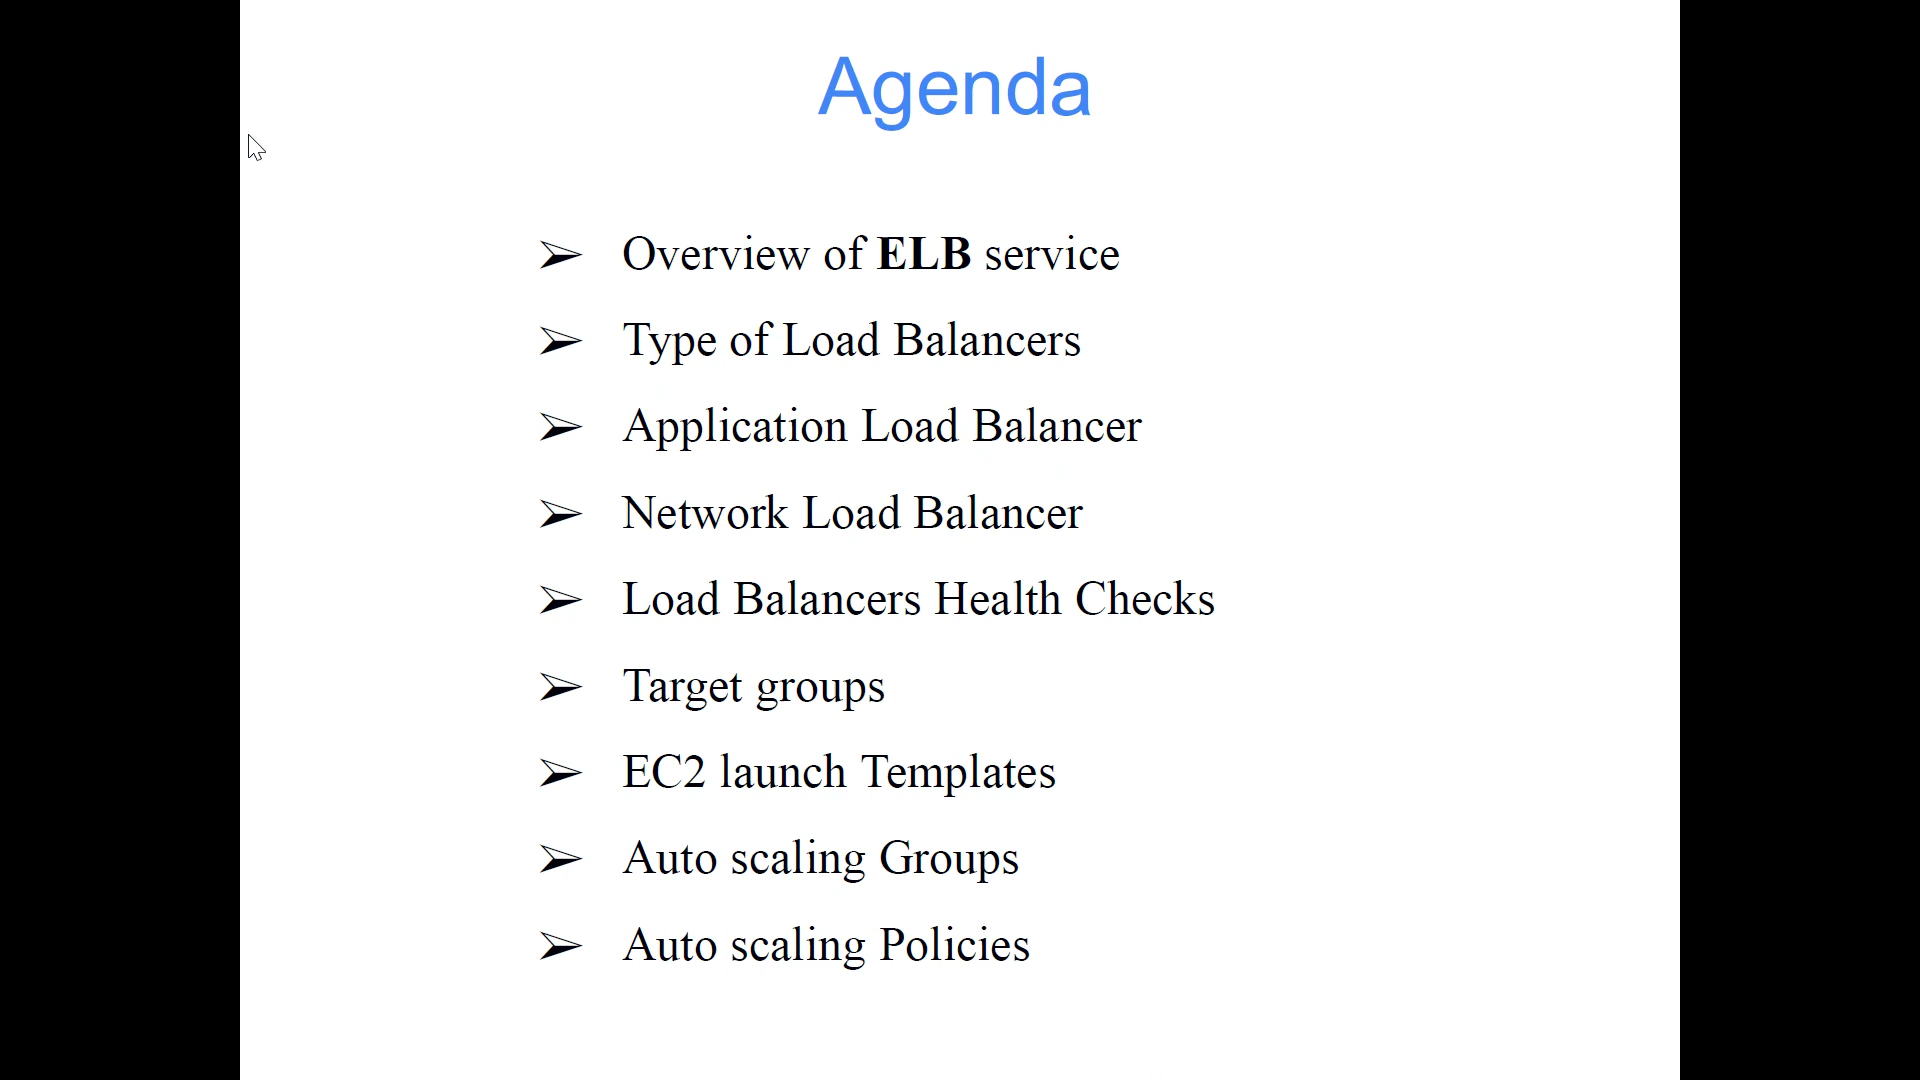 Agenda
➢ Overview of ELB service
➢ Type of Load Balancers
➢ Application Load Balancer
➢ Network Load Balancer
➢ Load Balancers Health Checks
➢ Target groups
➢ EC2 launch Templates
➢ Auto scaling Groups
➢ Auto scaling Policies